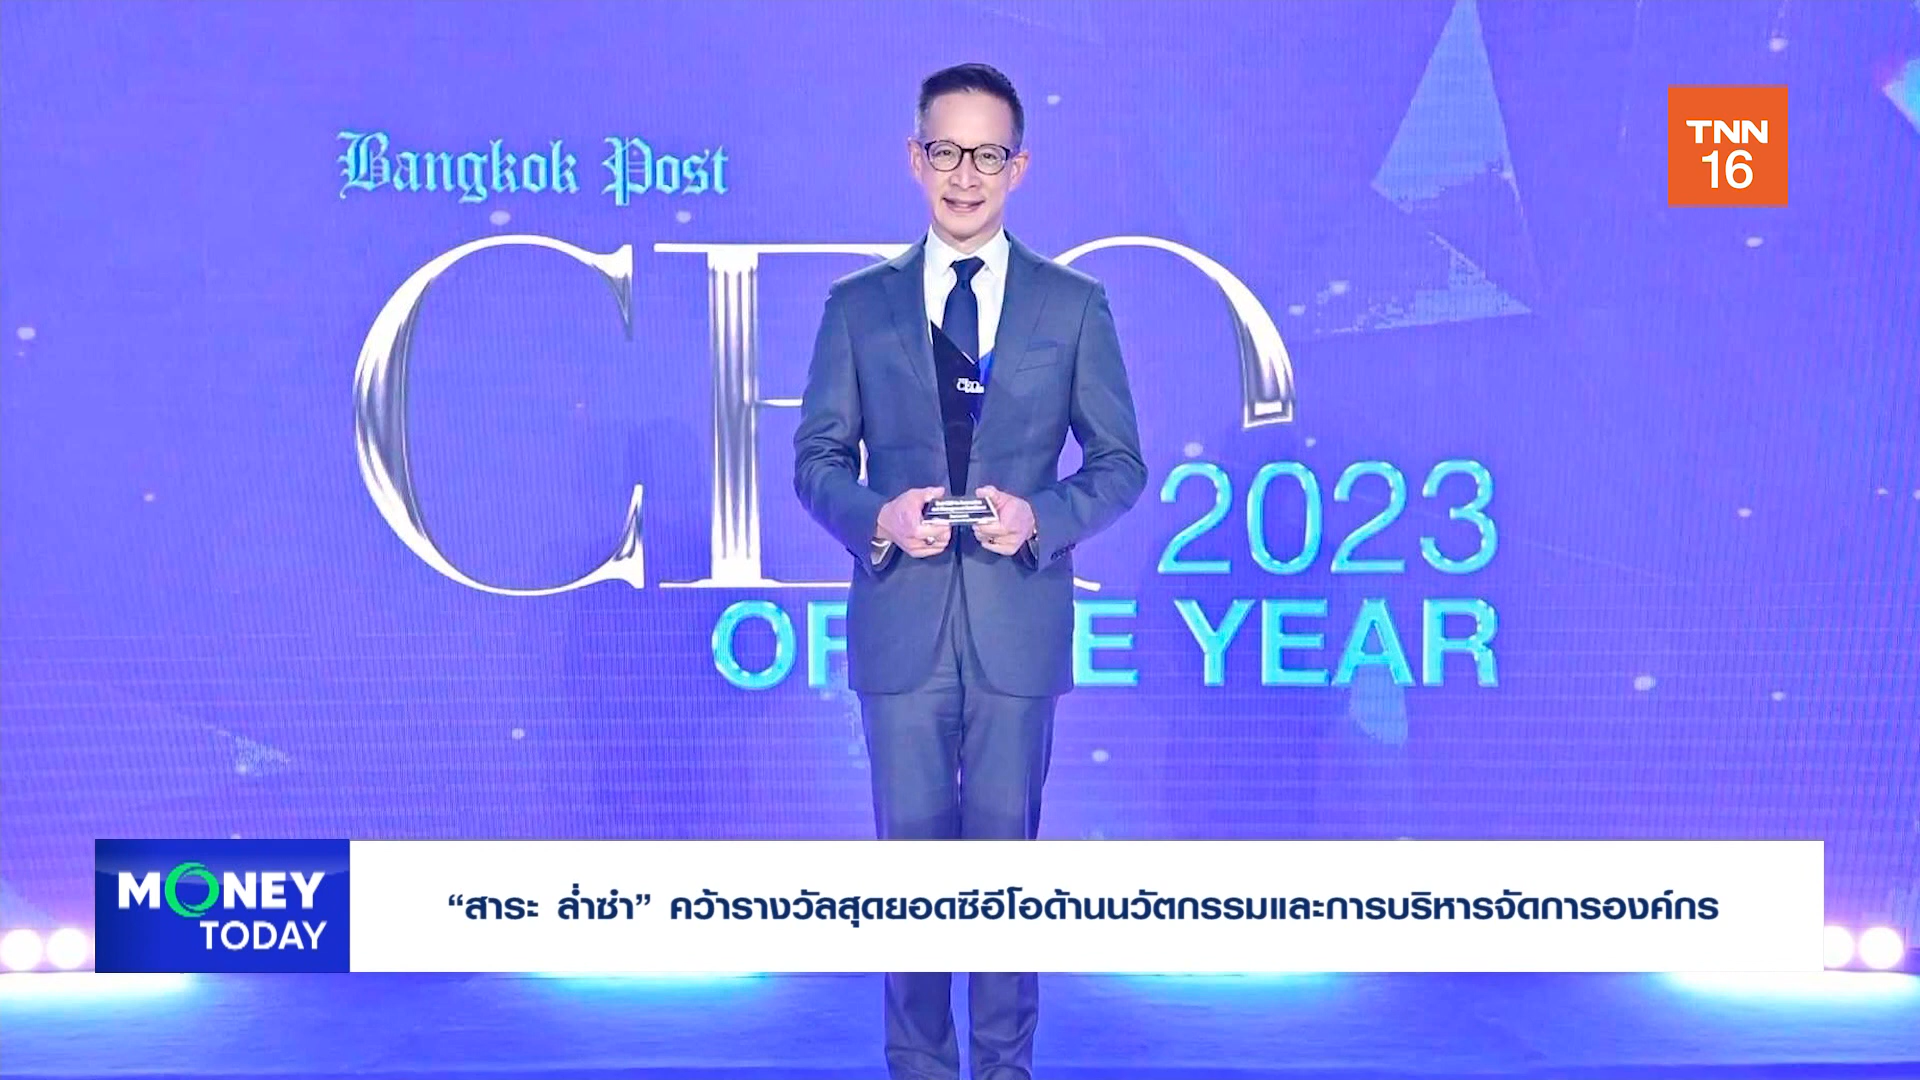 Bangkok Post
TNN
16
CEO
2023
OF THE YEAR
MONEY
TODAY
“สาระ ล่ำซำ” คว้ารางวัลสุดยอดซีอีโอด้านนวัตกรรมและการบริหารจัดการองค์กร